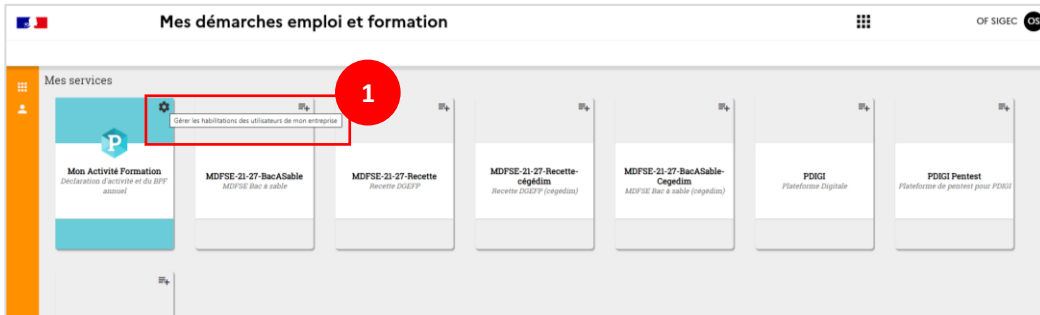 Mes démarches emploi et formation
OF SIGEC OS
Mes services
1
Gérer les habilitations des utilisateurs de mon entreprise
P
Mon Activité Formation
Déclaration d'activité et du BPF
annuel
MDFSE-21-27-BacASable
MDFSE Bac à sable
MDFSE-21-27-Recette
Recette DGEFP
MDFSE-21-27-Recette-
cégédim
Recette DGEFP (cegédim)
MDFSE-21-27-BacASable-
Cegedim
MDFSE Bac à sable (cegédim)
PDIGI
Plateforme Digitale
PDIGI Pentest
Plateforme de pentest pour PDIGI